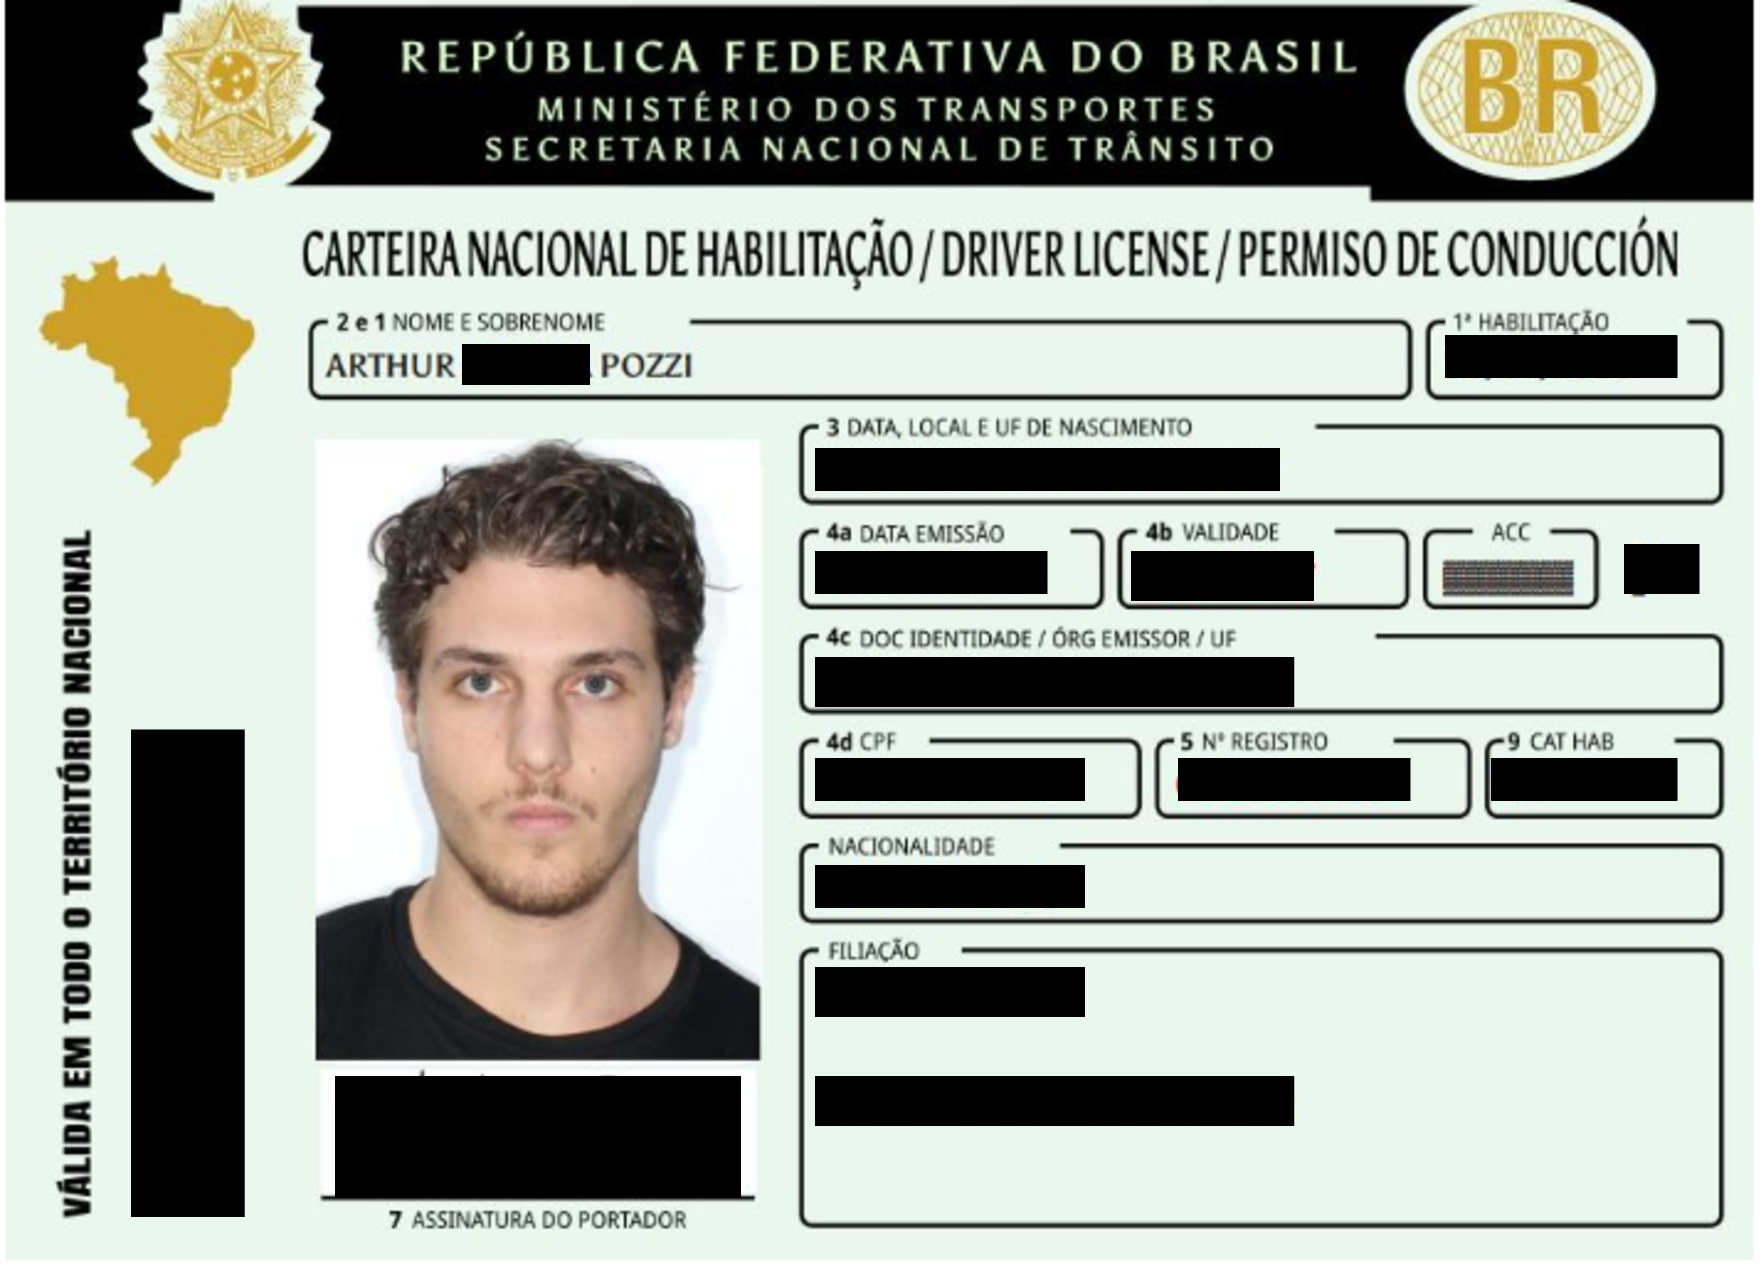 REPÚBLICA FEDERATIVA DO BRASIL
MINISTÉRIO DOS TRANSPORTES
SECRETARIA NACIONAL DE TRÂNSITO
BR
CARTEIRA NACIONAL DE HABILITAÇÃO / DRIVER LICENSE / PERMISO DE CONDUCCIÓN
2 e 1 NOME E SOBRENOME
ARTHUR POZZI
1ª HABILITAÇÃO
3 DATA, LOCAL E UF DE NASCIMENTO
4a DATA EMISSÃO
4b VALIDADE
ACC
4c DOC IDENTIDADE / ÓRG EMISSOR / UF
4d CPF
5 Nº REGISTRO
9 CAT HAB
NACIONALIDADE
FILIAÇÃO
7 ASSINATURA DO PORTADOR
VÁLIDA EM TODO O TERRITÓRIO NACIONAL